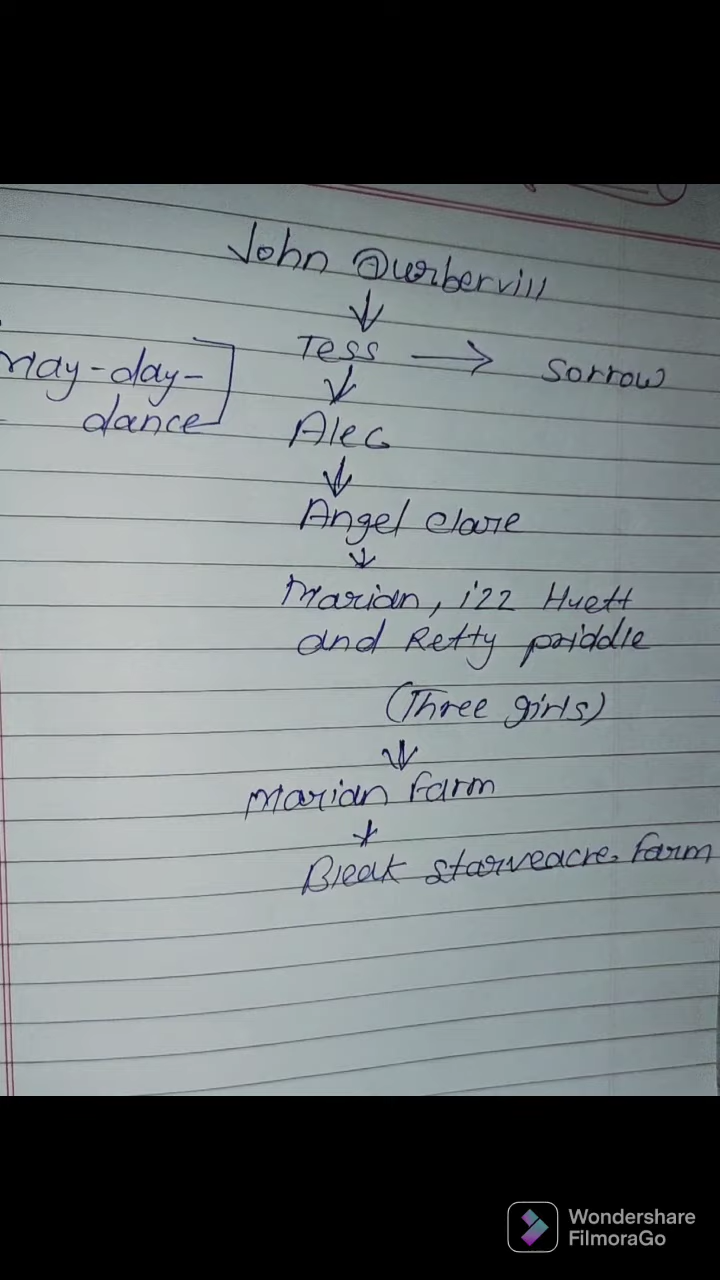 John Durbervill
↓
Tess → Sorrow
may-day-
dance
↓
Alec
↓
Angel clare
↓
Marian, izz Huett
and Retty priddle
(Three girls)
↓
Marian farm
↓
Bleak starveacre farm
Wondershare
FilmoraGo